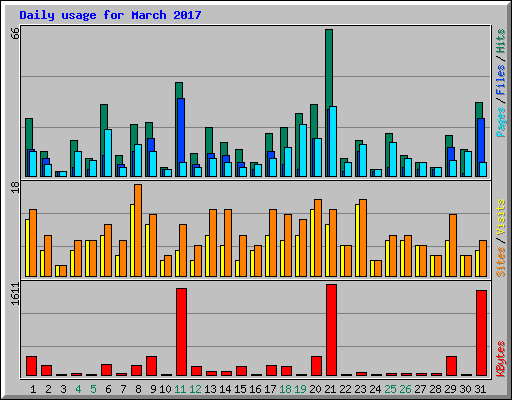 Daily usage for March 2017
66
Pages / Files / Hits
18
Sites / Visits
1611
KBytes
1 2 3 4 5 6 7 8 9 10 11 12 13 14 15 16 17 18 19 20 21 22 23 24 25 26 27 28 29 30 31